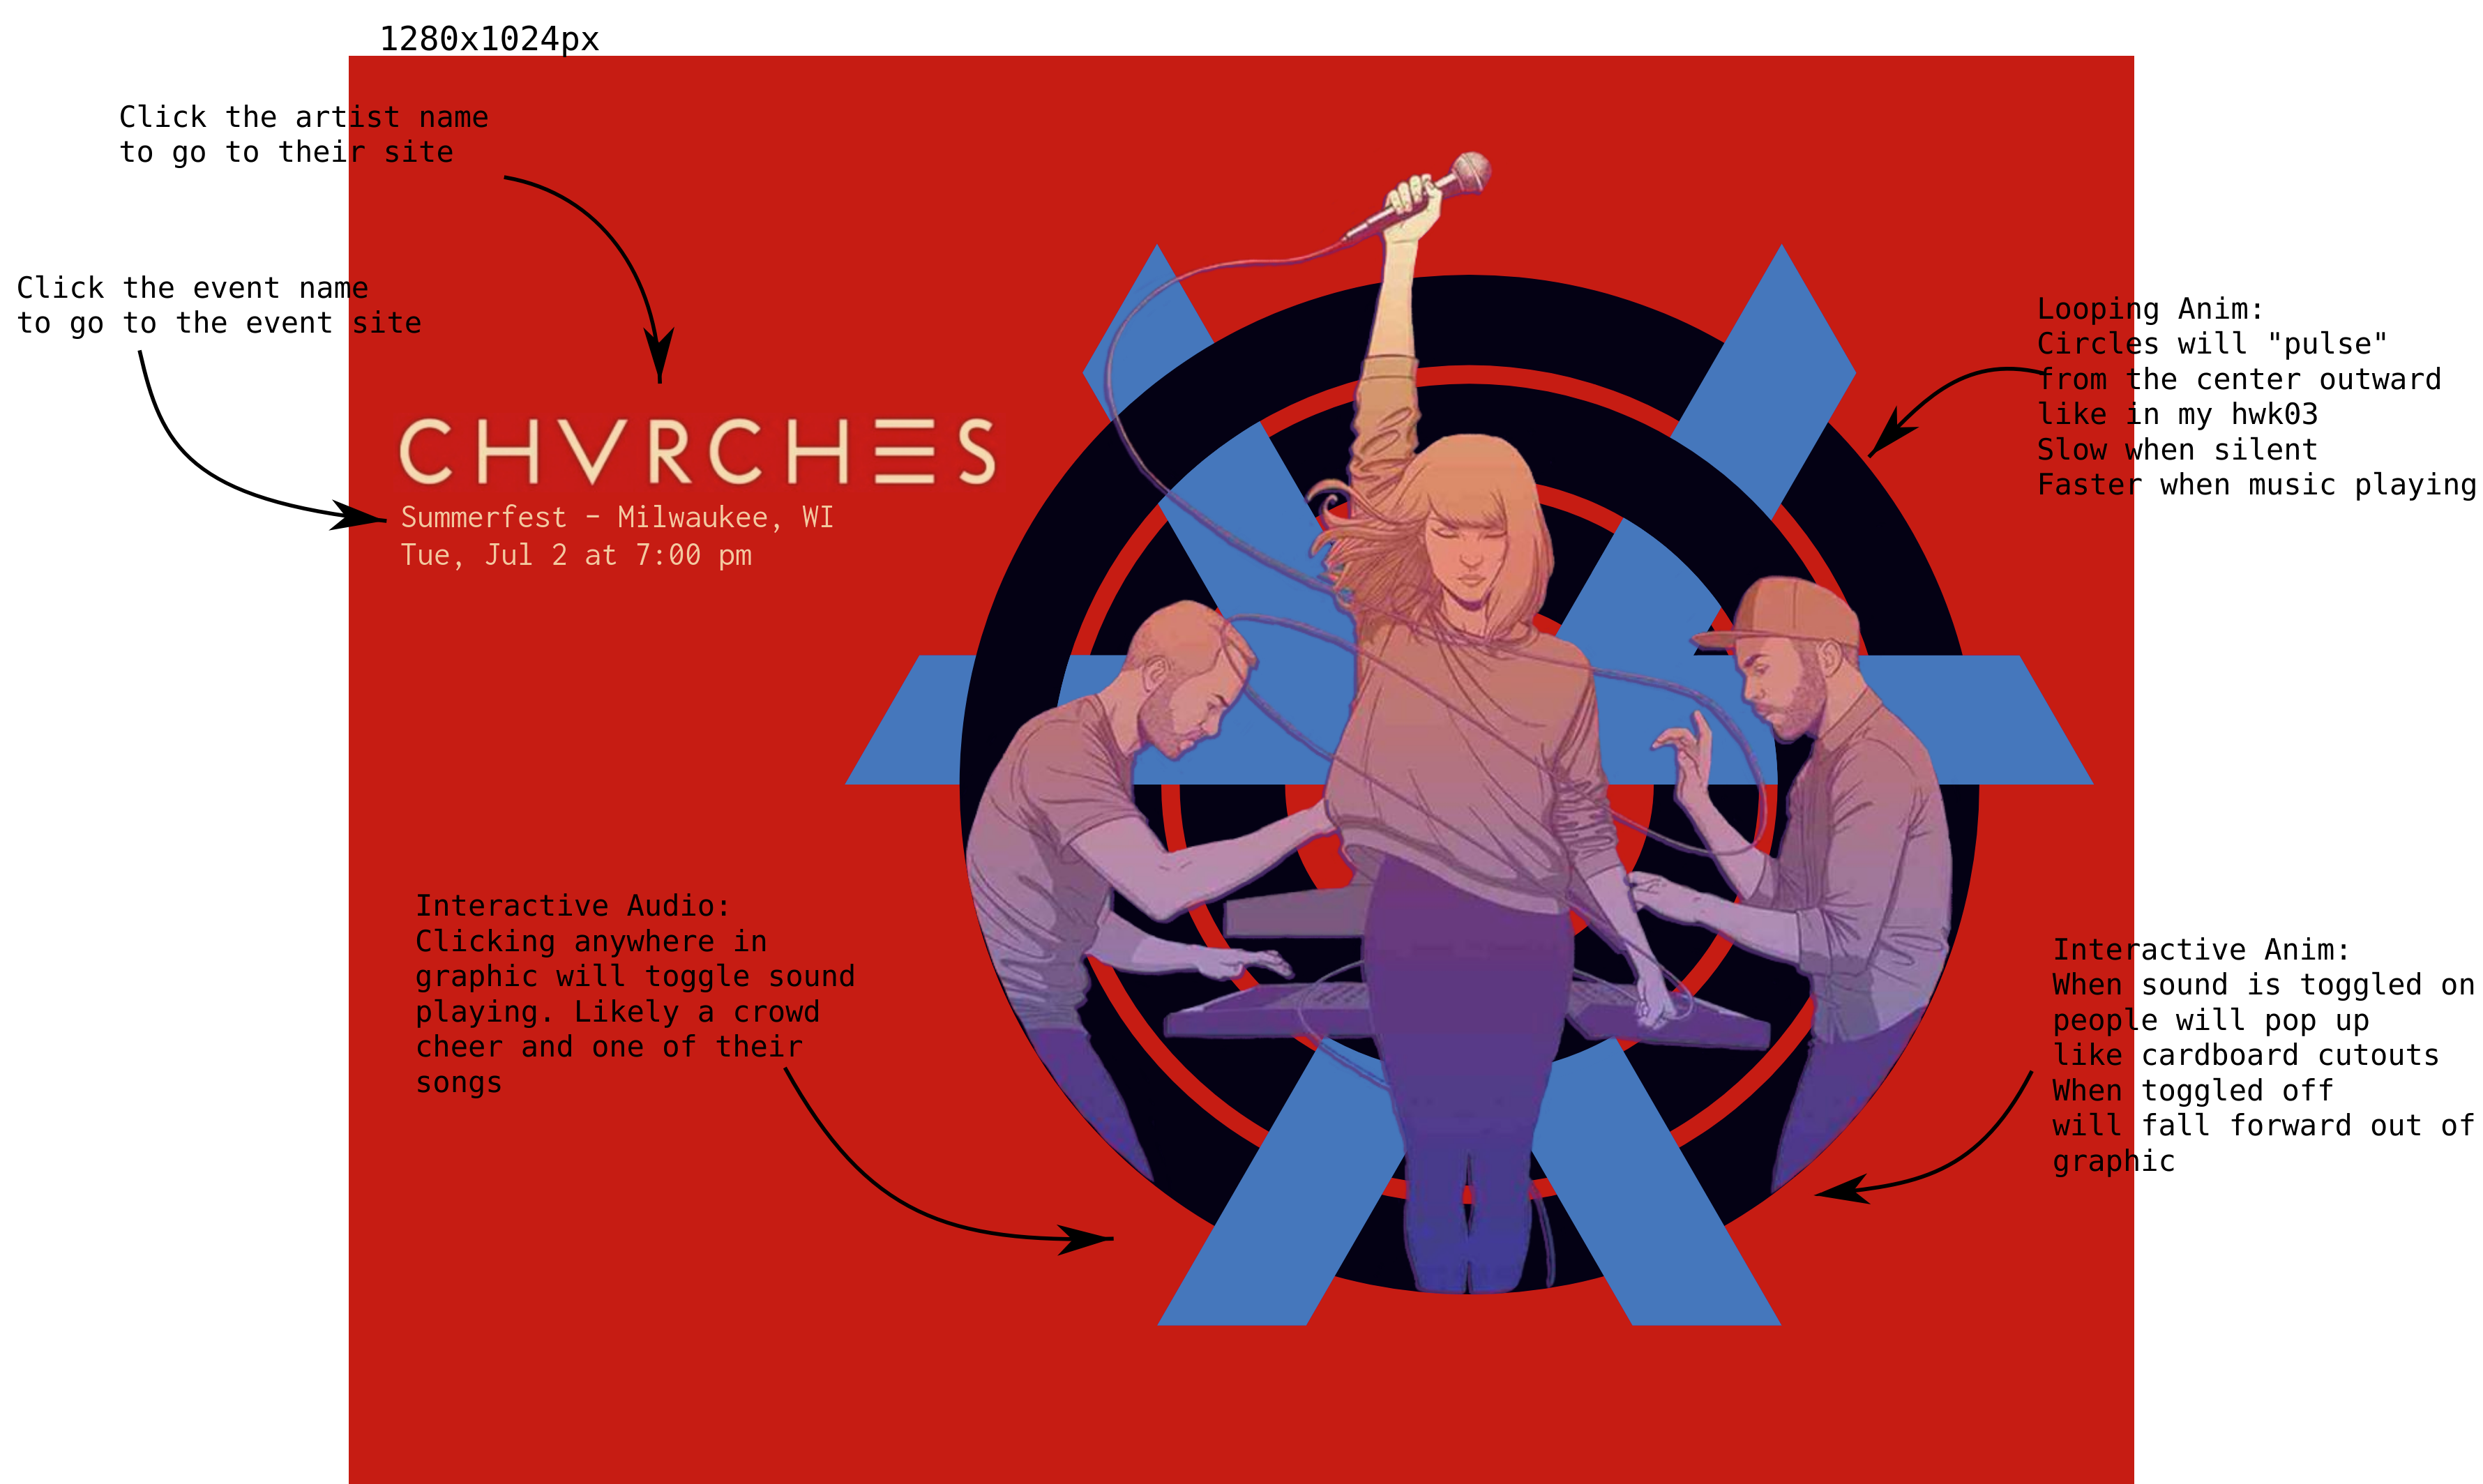 1280x1024px
Click the artist name
to go to their site
Click the event name
to go to the event site
Looping Anim:
Circles will "pulse"
from the center outward
like in my hwk03
Slow when silent
Faster when music playing
CHVRCHES
Summerfest - Milwaukee, WI
Tue, Jul 2 at 7:00 pm
Interactive Audio:
Clicking anywhere in
graphic will toggle sound
playing. Likely a crowd
cheer and one of their
songs
Interactive Anim:
When sound is toggled on
people will pop up
like cardboard cutouts
When toggled off
will fall forward out of
graphic